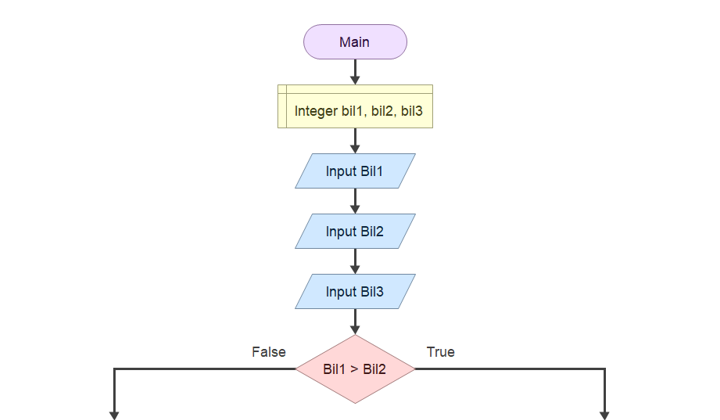 Main
Integer bil1, bil2, bil3
Input Bil1
Input Bil2
Input Bil3
False
True
Bil1 > Bil2